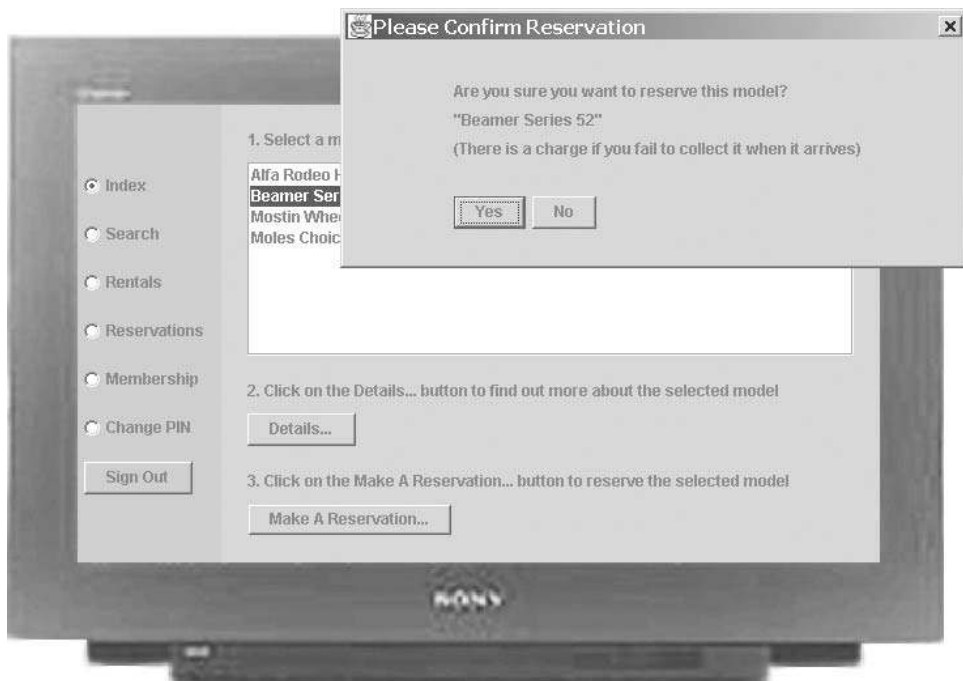 Please Confirm Reservation
Are you sure you want to reserve this model?
"Beamer Series 52"
(There is a charge if you fail to collect it when it arrives)
Yes
No
1. Select a m
Alfa Rodeo H
Beamer Ser
Mostin Whe
Moles Choic
Index
Search
Rentals
Reservations
Membership
Change PIN
Sign Out
2. Click on the Details... button to find out more about the selected model
Details...
3. Click on the Make A Reservation... button to reserve the selected model
Make A Reservation...
SONY